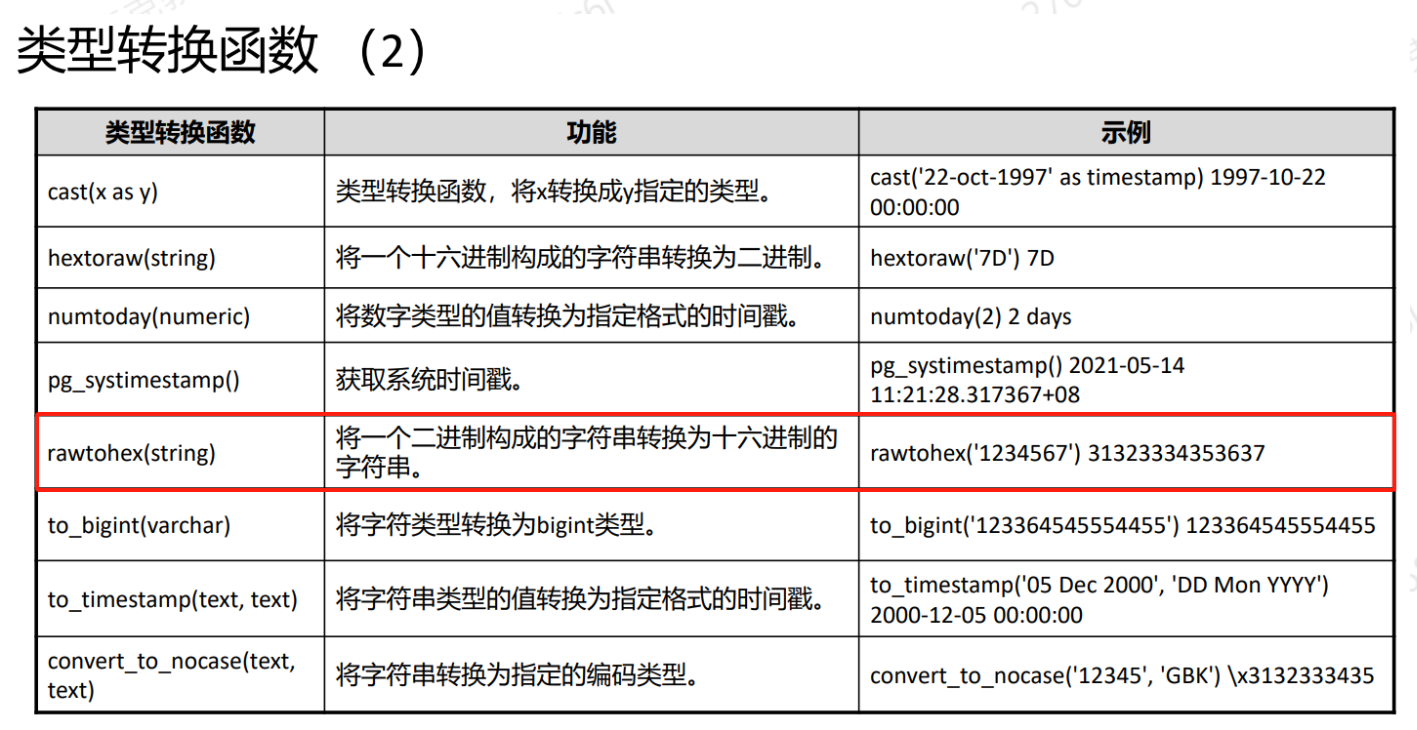 类型转换函数 （2）
类型转换函数
功能
示例
cast(x as y)
类型转换函数，将x转换成y指定的类型。
cast('22-oct-1997' as timestamp) 1997-10-22
00:00:00
hextoraw(string)
将一个十六进制构成的字符串转换为二进制。
hextoraw('7D') 7D
numtoday(numeric)
将数字类型的值转换为指定格式的时间戳。
numtoday(2) 2 days
pg_systimestamp()
获取系统时间戳。
pg_systimestamp() 2021-05-14
11:21:28.317367+08
rawtohex(string)
将一个二进制构成的字符串转换为十六进制的
字符串。
rawtohex('1234567') 31323334353637
to_bigint(varchar)
将字符类型转换为bigint类型。
to_bigint('123364545554455') 123364545554455
to_timestamp(text, text)
将字符串类型的值转换为指定格式的时间戳。
to_timestamp('05 Dec 2000', 'DD Mon YYYY')
2000-12-05 00:00:00
convert_to_nocase(text,
text)
将字符串转换为指定的编码类型。
convert_to_nocase('12345', 'GBK') \x3132333435